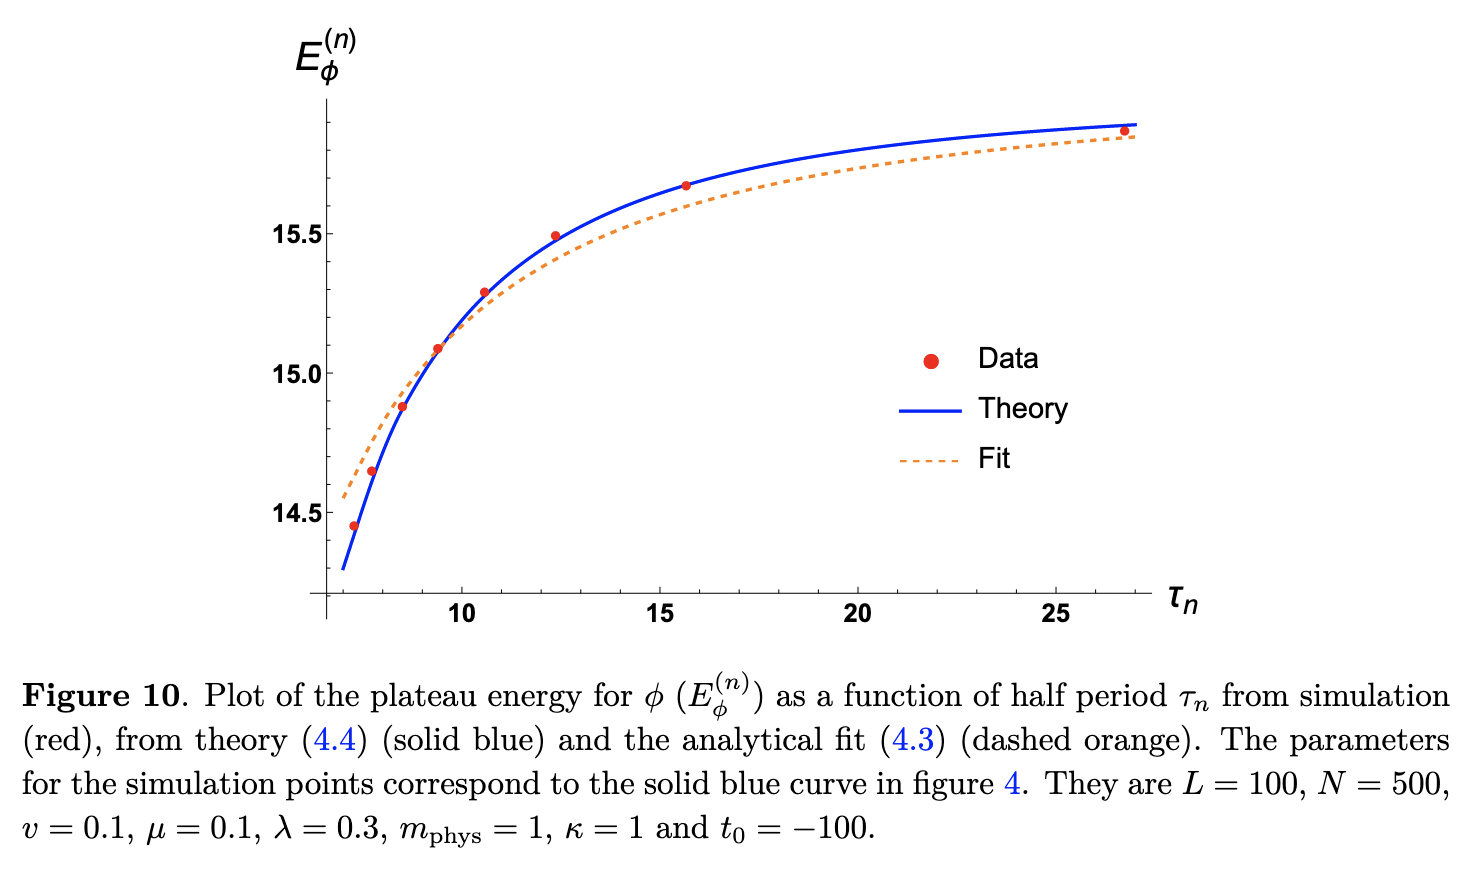 E_ϕ^(n)
15.5
15.0
14.5
10 15 20 25 τ_n
Data
Theory
Fit
Figure 10. Plot of the plateau energy for ϕ (E_ϕ^(n)) as a function of half period τ_n from simulation
(red), from theory (4.4) (solid blue) and the analytical fit (4.3) (dashed orange). The parameters
for the simulation points correspond to the solid blue curve in figure 4. They are L = 100, N = 500,
v = 0.1, μ = 0.1, λ = 0.3, m_phys = 1, κ = 1 and t_0 = −100.